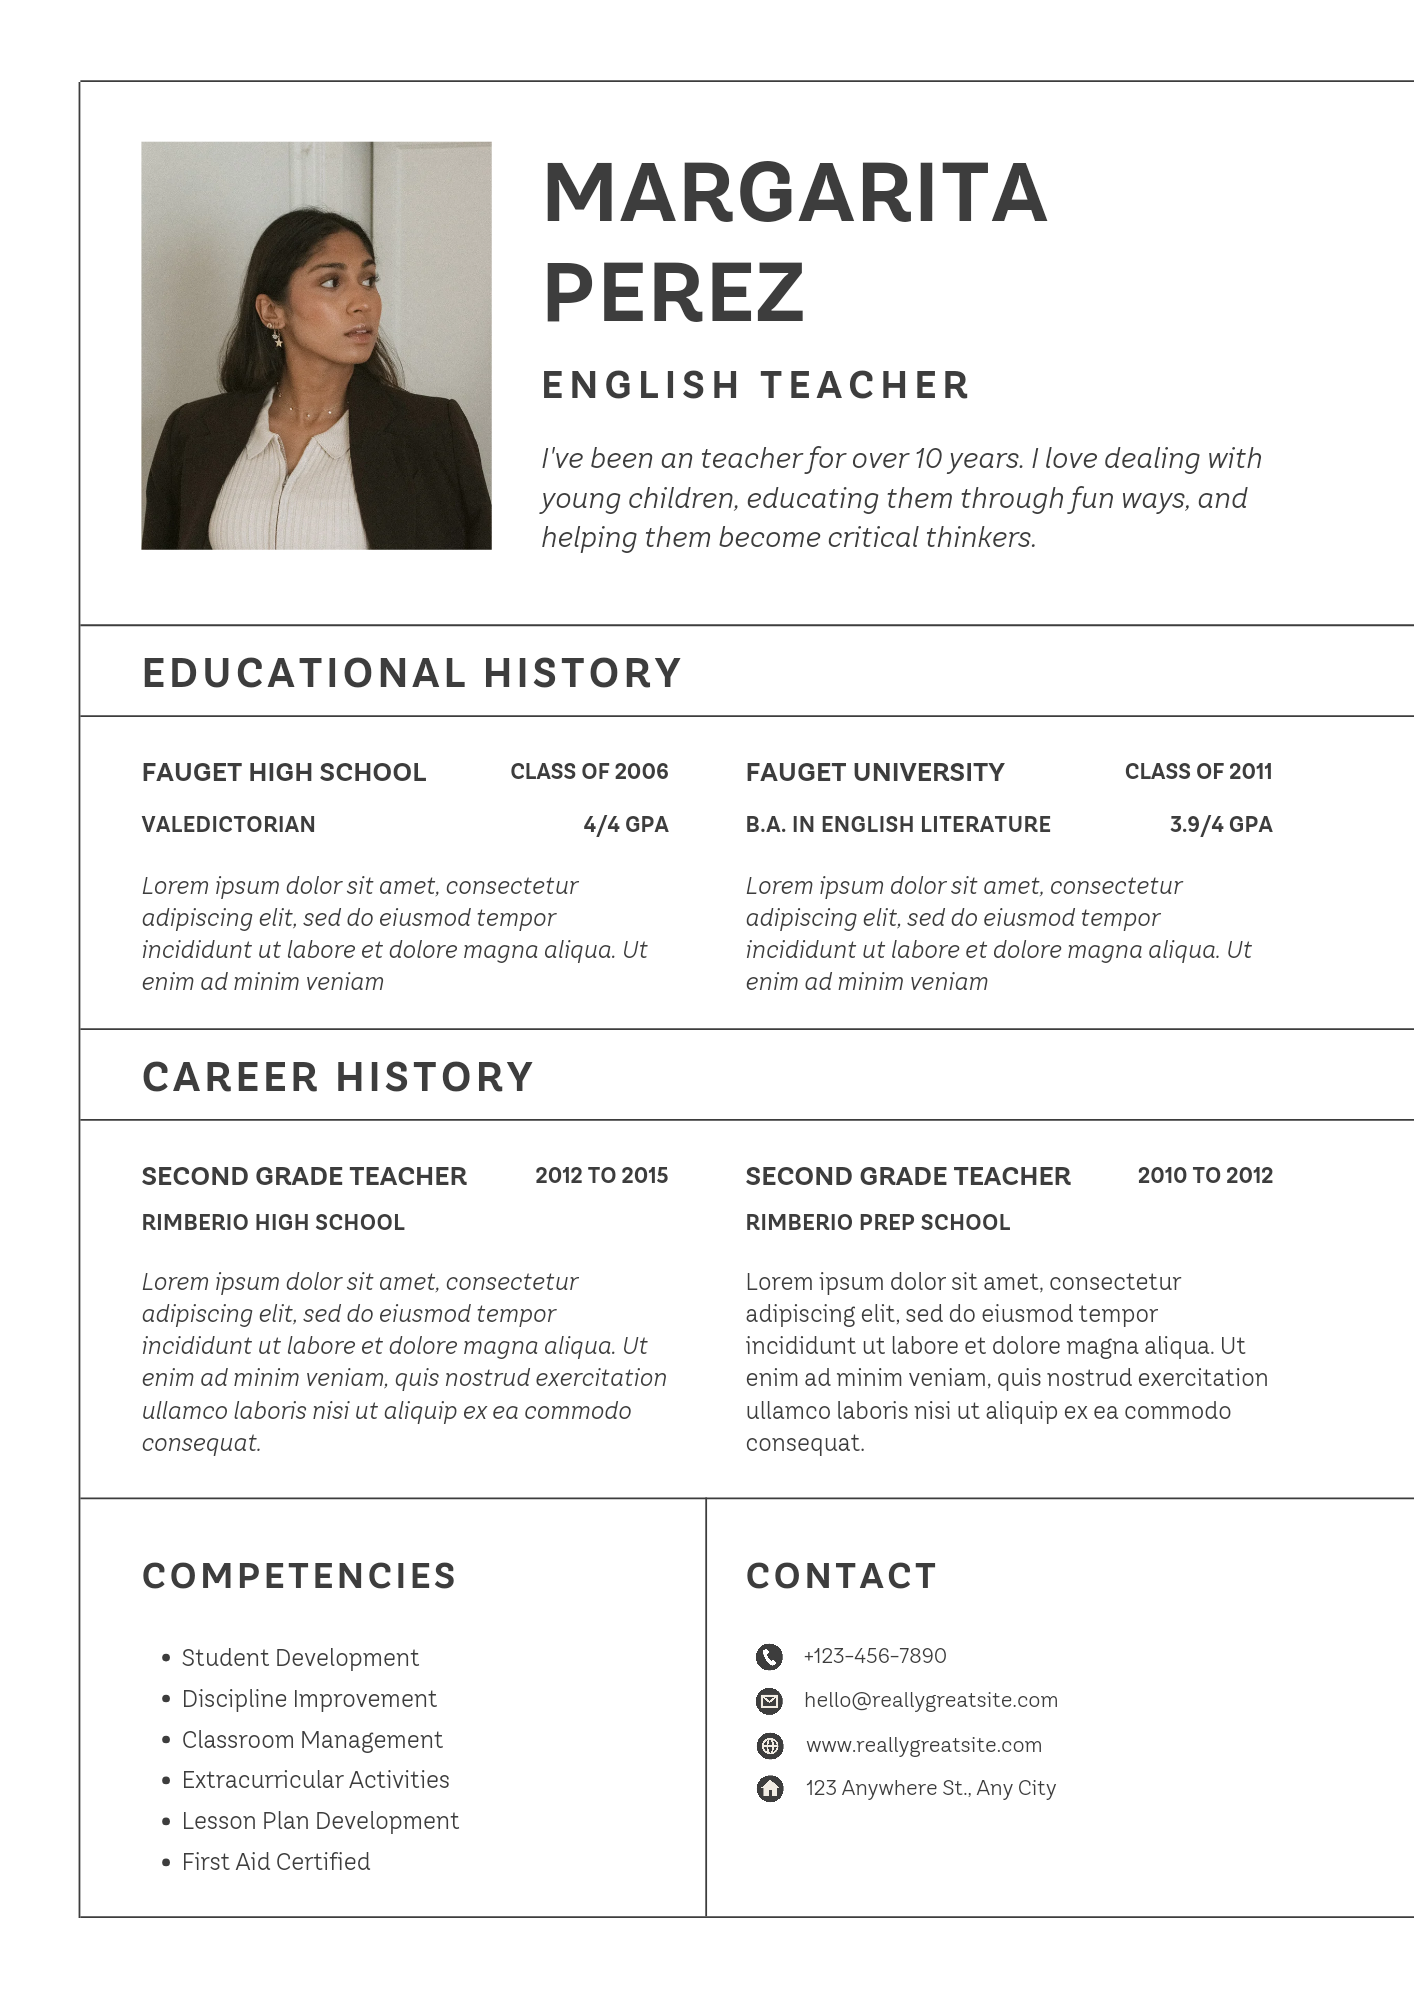 MARGARITA
PEREZ
ENGLISH TEACHER
I've been an teacher for over 10 years. I love dealing with
young children, educating them through fun ways, and
helping them become critical thinkers.
EDUCATIONAL HISTORY
FAUGET HIGH SCHOOL CLASS OF 2006
VALEDICTORIAN 4/4 GPA
Lorem ipsum dolor sit amet, consectetur
adipiscing elit, sed do eiusmod tempor
incididunt ut labore et dolore magna aliqua. Ut
enim ad minim veniam
FAUGET UNIVERSITY CLASS OF 2011
B.A. IN ENGLISH LITERATURE 3.9/4 GPA
Lorem ipsum dolor sit amet, consectetur
adipiscing elit, sed do eiusmod tempor
incididunt ut labore et dolore magna aliqua. Ut
enim ad minim veniam
CAREER HISTORY
SECOND GRADE TEACHER 2012 TO 2015
RIMBERIO HIGH SCHOOL
Lorem ipsum dolor sit amet, consectetur
adipiscing elit, sed do eiusmod tempor
incididunt ut labore et dolore magna aliqua. Ut
enim ad minim veniam, quis nostrud exercitation
ullamco laboris nisi ut aliquip ex ea commodo
consequat.
SECOND GRADE TEACHER 2010 TO 2012
RIMBERIO PREP SCHOOL
Lorem ipsum dolor sit amet, consectetur
adipiscing elit, sed do eiusmod tempor
incididunt ut labore et dolore magna aliqua. Ut
enim ad minim veniam, quis nostrud exercitation
ullamco laboris nisi ut aliquip ex ea commodo
consequat.
COMPETENCIES
• Student Development
• Discipline Improvement
• Classroom Management
• Extracurricular Activities
• Lesson Plan Development
• First Aid Certified
CONTACT
+123-456-7890
hello@reallygreatsite.com
www.reallygreatsite.com
123 Anywhere St., Any City